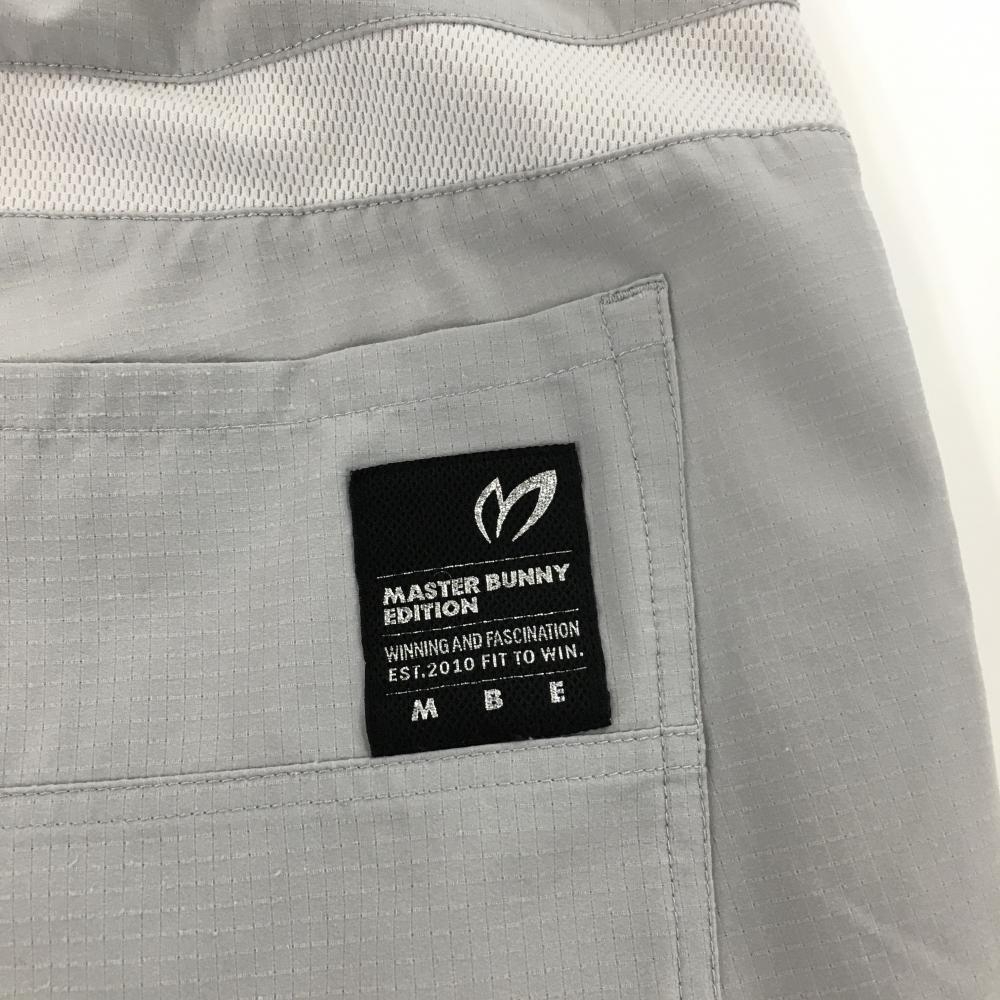 MASTER BUNNY
EDITION
WINNING AND FASCINATION
EST.2010 FIT TO WIN.
M B E